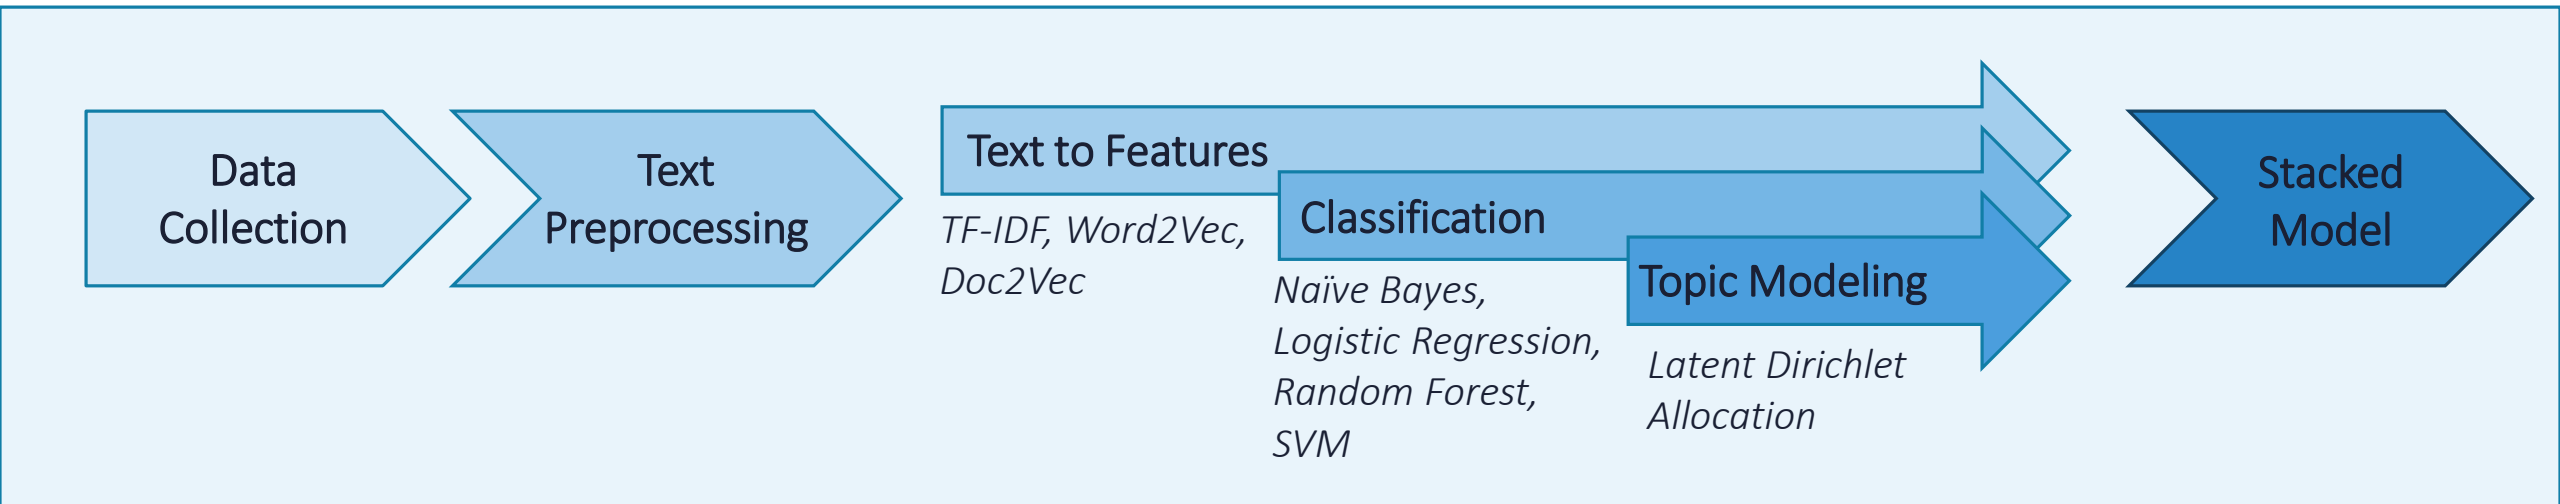 Data
Collection
Text
Preprocessing
Text to Features
TF-IDF, Word2Vec,
Doc2Vec
Classification
Naïve Bayes,
Logistic Regression,
Random Forest,
SVM
Topic Modeling
Latent Dirichlet
Allocation
Stacked
Model